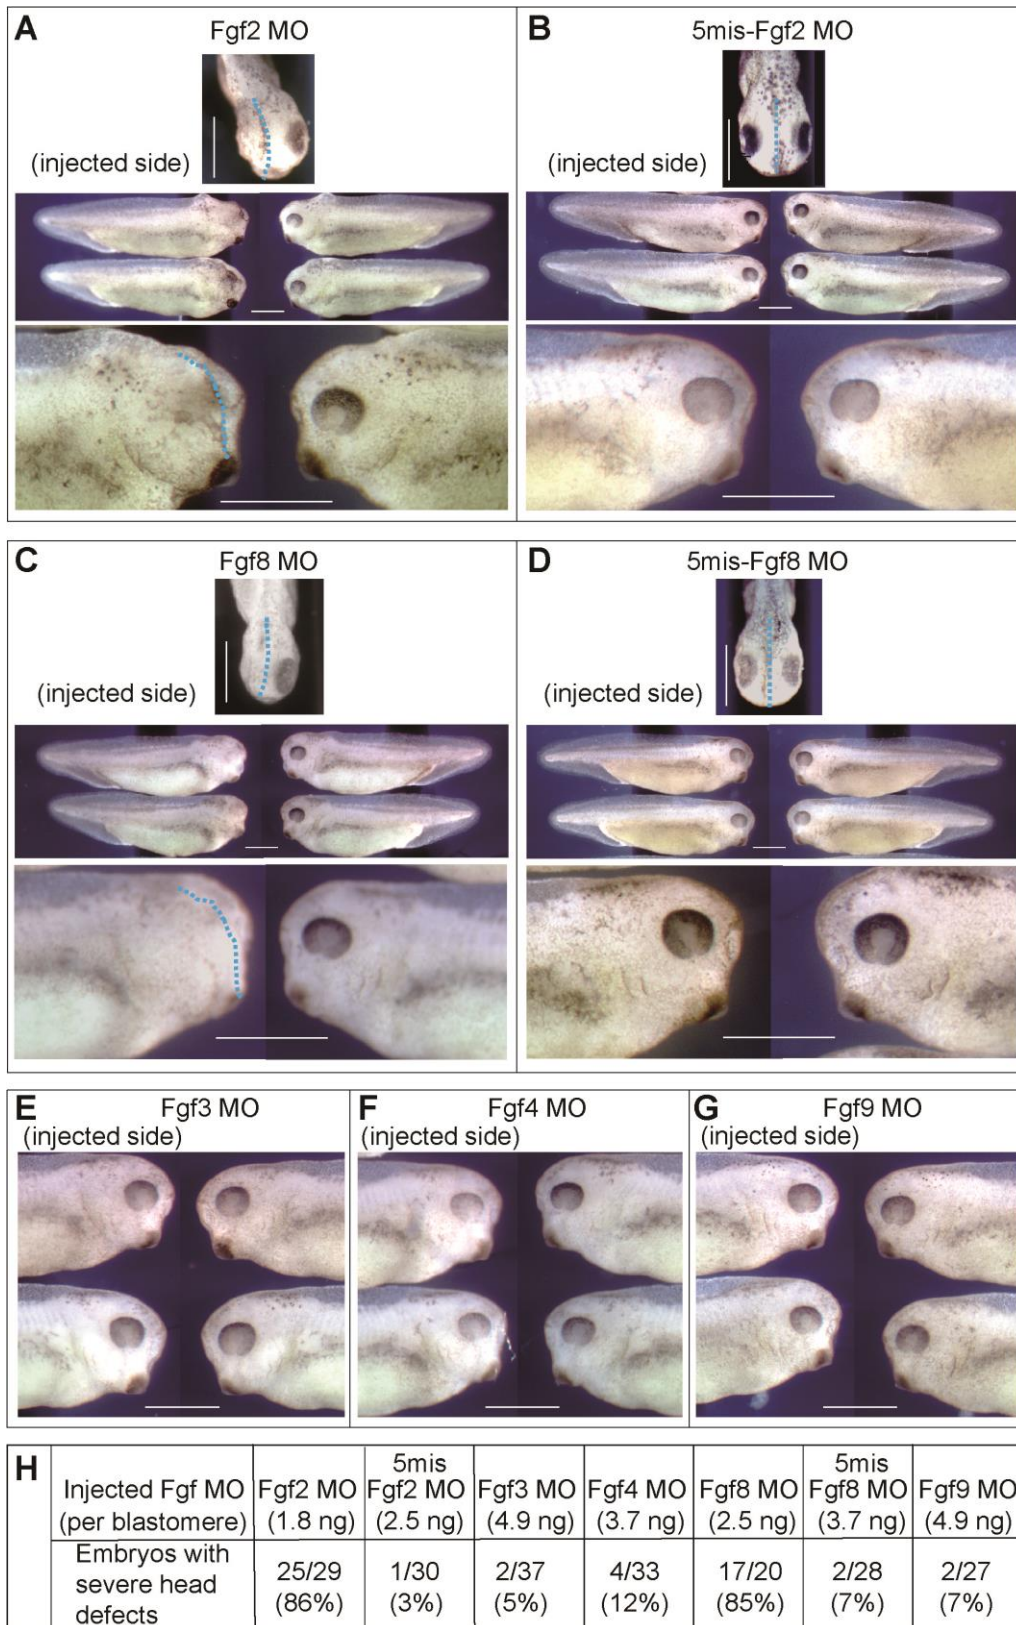 A
Fgf2 MO
(injected side)
B
5mis-Fgf2 MO
(injected side)
C
Fgf8 MO
(injected side)
D
5mis-Fgf8 MO
(injected side)
E
Fgf3 MO
(injected side)
F
Fgf4 MO
(injected side)
G
Fgf9 MO
(injected side)
H
Injected Fgf MO
(per blastomere)
Fgf2 MO
(1.8 ng)
5mis
Fgf2 MO
(2.5 ng)
Fgf3 MO
(4.9 ng)
Fgf4 MO
(3.7 ng)
Fgf8 MO
(2.5 ng)
5mis
Fgf8 MO
(3.7 ng)
Fgf9 MO
(4.9 ng)
Embryos with
severe head
defects
25/29
(86%)
1/30
(3%)
2/37
(5%)
4/33
(12%)
17/20
(85%)
2/28
(7%)
2/27
(7%)